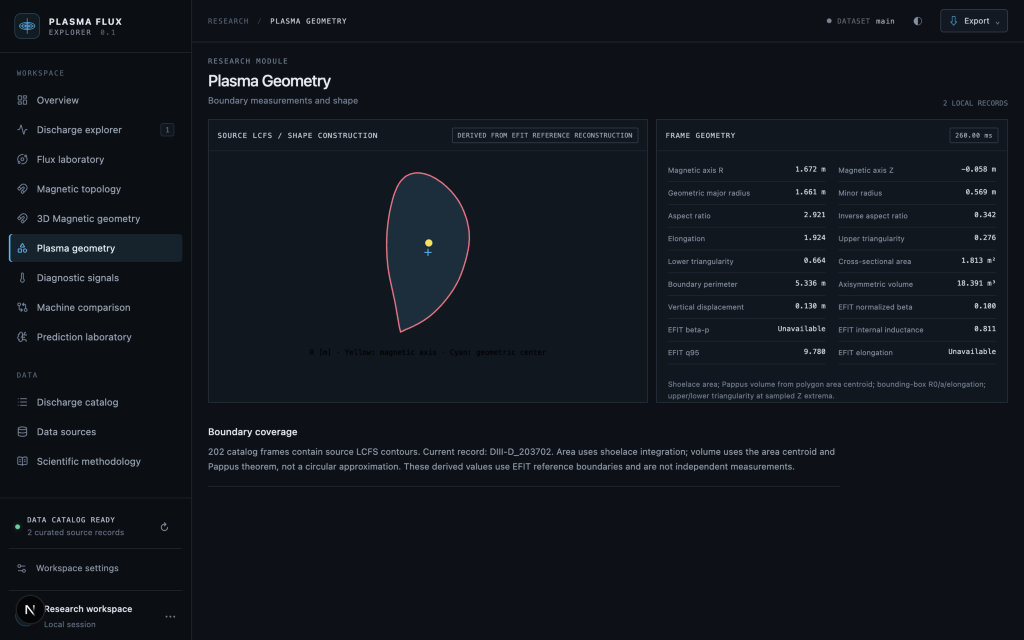 PLASMA FLUX
EXPLORER 0.1
WORKSPACE
Overview
Discharge explorer 1
Flux laboratory
Magnetic topology
3D Magnetic geometry
Plasma geometry
Diagnostic signals
Machine comparison
Prediction laboratory
DATA
Discharge catalog
Data sources
Scientific methodology
DATA CATALOG READY
2 curated source records
Workspace settings
N
Research workspace
Local session
RESEARCH / PLASMA GEOMETRY
DATASET main
Export
RESEARCH MODULE
Plasma Geometry
Boundary measurements and shape
2 LOCAL RECORDS
SOURCE LCFS / SHAPE CONSTRUCTION
DERIVED FROM EFIT REFERENCE RECONSTRUCTION
R (m) · Yellow: magnetic axis · Cyan: geometric center
FRAME GEOMETRY
260.00 ms
Magnetic axis R 1.672 m Magnetic axis Z −0.058 m
Geometric major radius 1.661 m Minor radius 0.569 m
Aspect ratio 2.921 Inverse aspect ratio 0.342
Elongation 1.924 Upper triangularity 0.276
Lower triangularity 0.664 Cross-sectional area 1.813 m²
Boundary perimeter 5.336 m Axisymmetric volume 18.391 m³
Vertical displacement 0.130 m EFIT normalized beta 0.100
EFIT beta-p Unavailable EFIT internal inductance 0.811
EFIT q95 9.780 EFIT elongation Unavailable
Shoelace area; Pappus volume from polygon area centroid; bounding-box R0/a/elongation;
upper/lower triangularity at sampled Z extrema.
Boundary coverage
202 catalog frames contain source LCFS contours. Current record: DIII-D_203702. Area uses shoelace integration; volume uses the area centroid and
Pappus theorem, not a circular approximation. These derived values use EFIT reference boundaries and are not independent measurements.